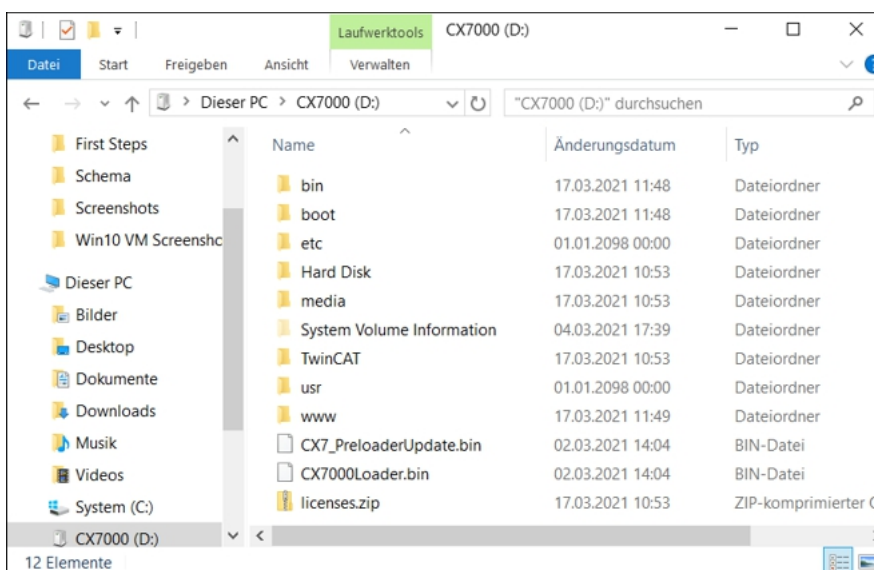 Laufwerktools CX7000 (D:)
Datei Start Freigeben Ansicht Verwalten
Dieser PC CX7000 (D:) "CX7000 (D:)" durchsuchen
First Steps
Schema
Screenshots
Win10 VM Screenshc
Dieser PC
Bilder
Desktop
Dokumente
Downloads
Musik
Videos
System (C:)
CX7000 (D:)
Name Änderungsdatum Typ
bin 17.03.2021 11:48 Dateiordner
boot 17.03.2021 11:48 Dateiordner
etc 01.01.2098 00:00 Dateiordner
Hard Disk 17.03.2021 10:53 Dateiordner
media 17.03.2021 10:53 Dateiordner
System Volume Information 04.03.2021 17:39 Dateiordner
TwinCAT 17.03.2021 10:53 Dateiordner
usr 01.01.2098 00:00 Dateiordner
www 17.03.2021 11:49 Dateiordner
CX7_PreloaderUpdate.bin 02.03.2021 14:04 BIN-Datei
CX7000Loader.bin 02.03.2021 14:04 BIN-Datei
licenses.zip 17.03.2021 10:53 ZIP-komprimierter
12 Elemente